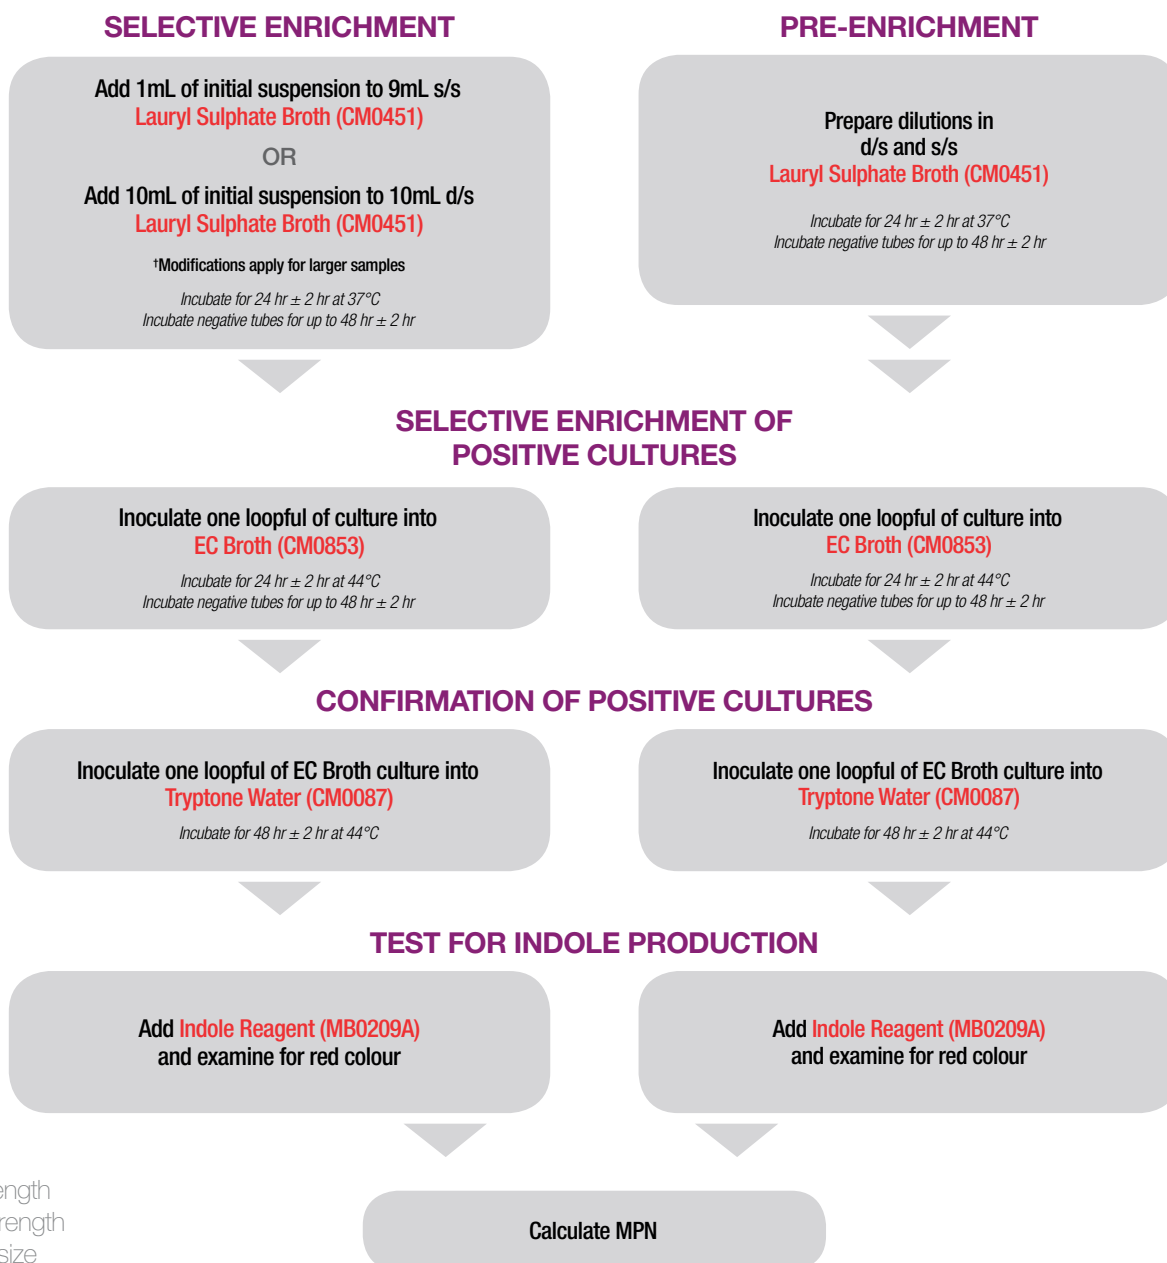 SELECTIVE ENRICHMENT
Add 1mL of initial suspension to 9mL s/s
Lauryl Sulphate Broth (CM0451)
OR
Add 10mL of initial suspension to 10mL d/s
Lauryl Sulphate Broth (CM0451)
†Modifications apply for larger samples
Incubate for 24 hr ± 2 hr at 37°C
Incubate negative tubes for up to 48 hr ± 2 hr
PRE-ENRICHMENT
Prepare dilutions in
d/s and s/s
Lauryl Sulphate Broth (CM0451)
Incubate for 24 hr ± 2 hr at 37°C
Incubate negative tubes for up to 48 hr ± 2 hr
SELECTIVE ENRICHMENT OF
POSITIVE CULTURES
Inoculate one loopful of culture into
EC Broth (CM0853)
Incubate for 24 hr ± 2 hr at 44°C
Incubate negative tubes for up to 48 hr ± 2 hr
Inoculate one loopful of culture into
EC Broth (CM0853)
Incubate for 24 hr ± 2 hr at 44°C
Incubate negative tubes for up to 48 hr ± 2 hr
CONFIRMATION OF POSITIVE CULTURES
Inoculate one loopful of EC Broth culture into
Tryptone Water (CM0087)
Incubate for 48 hr ± 2 hr at 44°C
Inoculate one loopful of EC Broth culture into
Tryptone Water (CM0087)
Incubate for 48 hr ± 2 hr at 44°C
TEST FOR INDOLE PRODUCTION
Add Indole Reagent (MB0209A)
and examine for red colour
Add Indole Reagent (MB0209A)
and examine for red colour
Calculate MPN
ength
rength
size